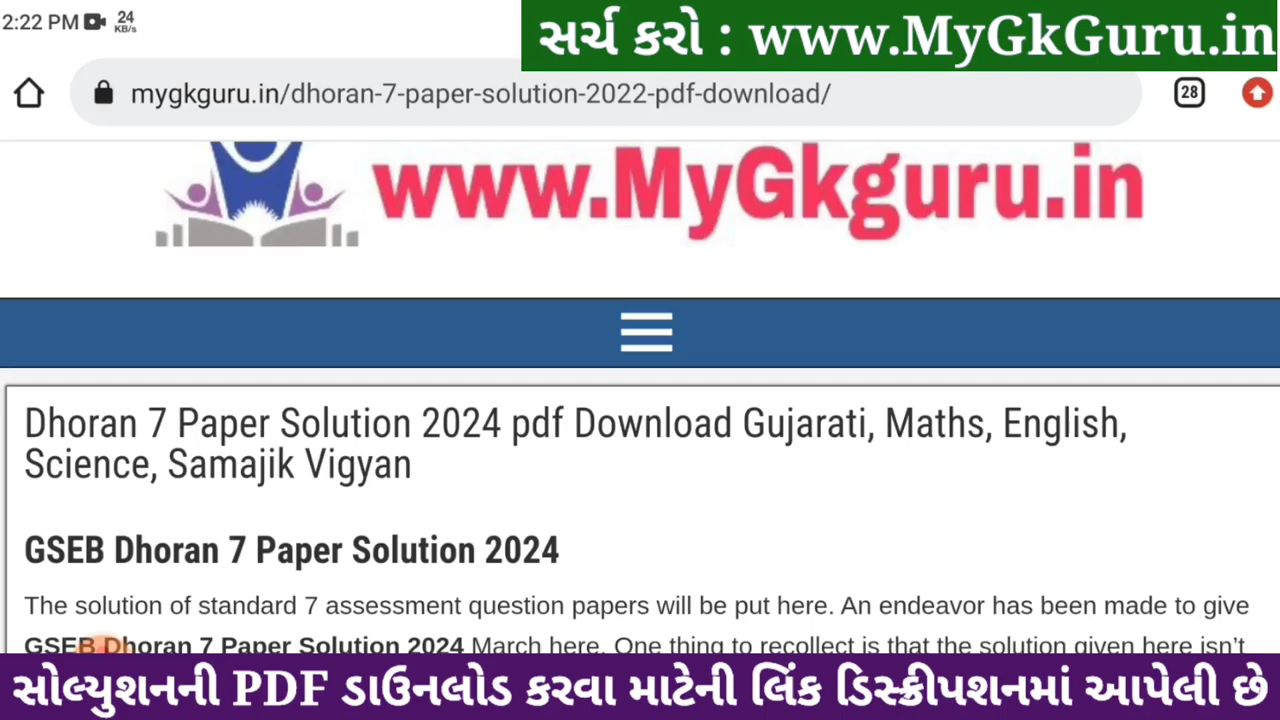 2:22 PM 24 KB/s
સર્ચ કરો : www.MyGkGuru.in
mygkguru.in/dhoran-7-paper-solution-2022-pdf-download/
28
www.MyGkguru.in
Dhoran 7 Paper Solution 2024 pdf Download Gujarati, Maths, English,
Science, Samajik Vigyan
GSEB Dhoran 7 Paper Solution 2024
The solution of standard 7 assessment question papers will be put here. An endeavor has been made to give
GSEB Dhoran 7 Paper Solution 2024 March here. One thing to recollect is that the solution given here isn't
સોલ્યુશનની PDF ડાઉનલોડ કરવા માટેની લિંક ડિસ્ક્રીપશનમાં આપેલી છે